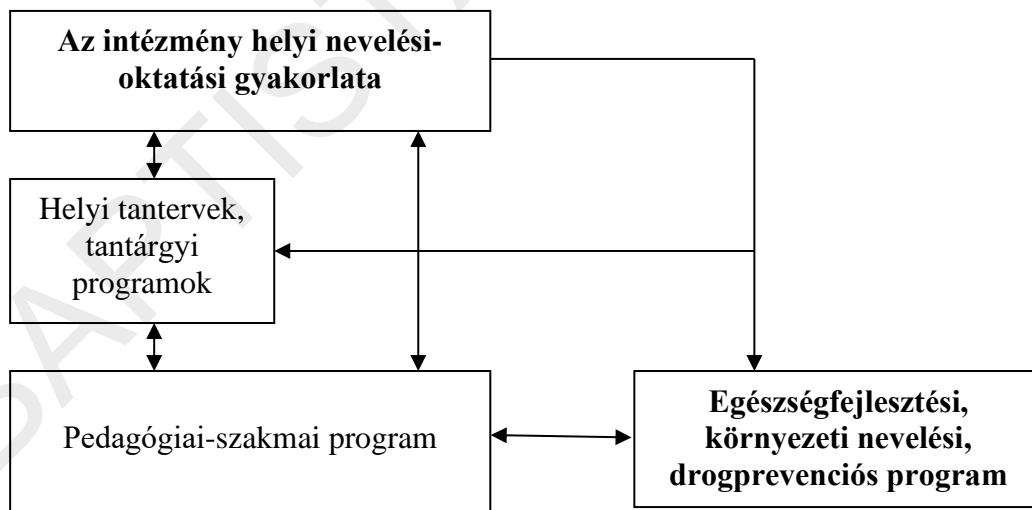 Az intézmény helyi nevelési-
oktatási gyakorlata
Helyi tantervek,
tantárgyi
programok
Pedagógiai-szakmai program
Egészségfejlesztési,
környezeti nevelési,
drogprevenciós program